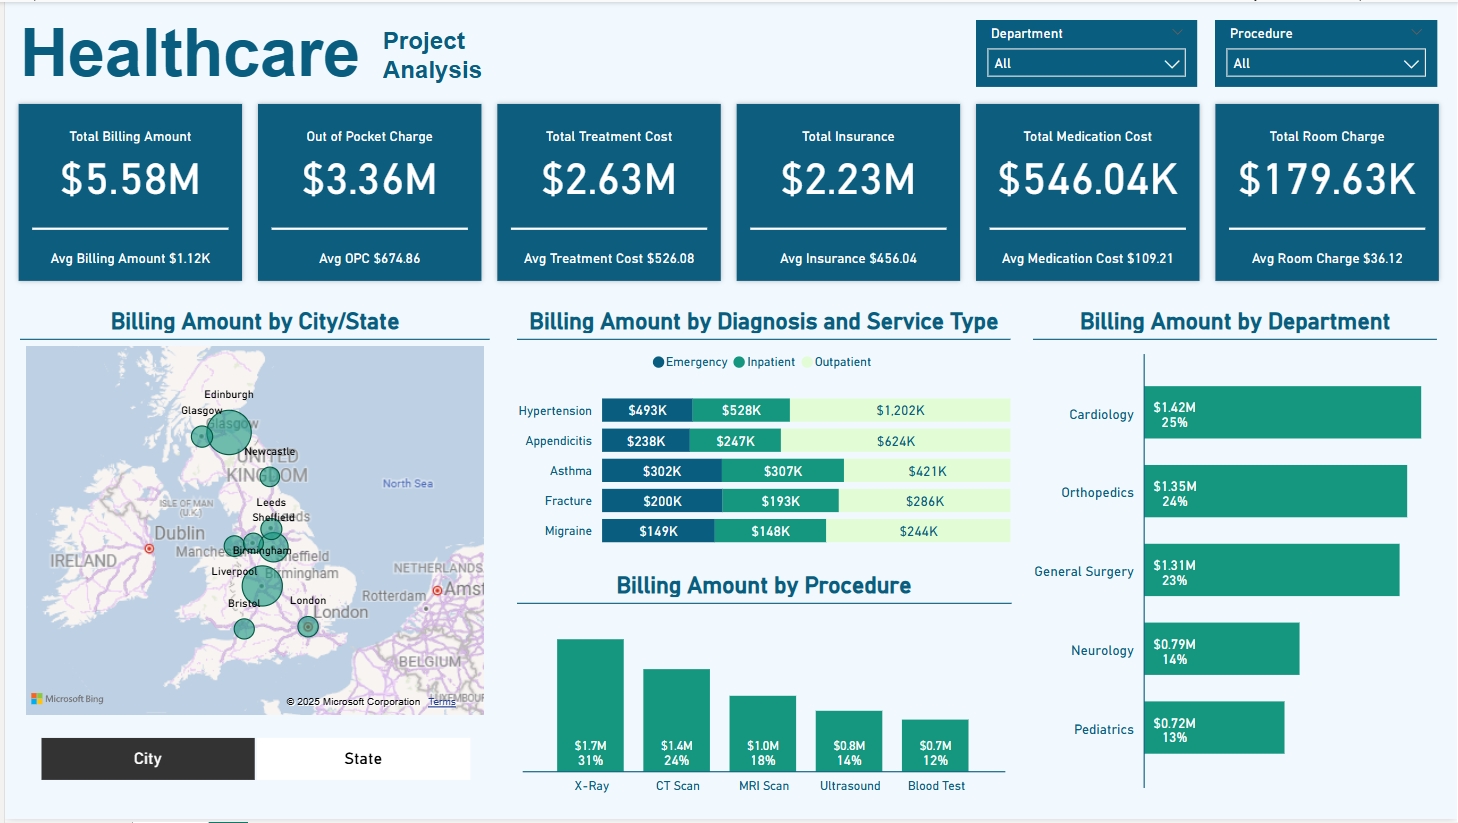 Healthcare
Project
Analysis
Department
All
Procedure
All
Total Billing Amount
$5.58M
Avg Billing Amount $1.12K
Out of Pocket Charge
$3.36M
Avg OPC $674.86
Total Treatment Cost
$2.63M
Avg Treatment Cost $526.08
Total Insurance
$2.23M
Avg Insurance $456.04
Total Medication Cost
$546.04K
Avg Medication Cost $109.21
Total Room Charge
$179.63K
Avg Room Charge $36.12
Billing Amount by City/State
Edinburgh
Glasgow
Glasgow
Newcastle
UNITED
KINGDOM
North Sea
Leeds
ISLE OF MAN
(U.K.)
Sheffield
Dublin
Birmingham
IRELAND
Liverpool
Birmingham
NETHERLANDS
Rotterdam
Bristol
London
London
BELGIUM
Microsoft Bing
© 2025 Microsoft Corporation
Terms
City
State
Billing Amount by Diagnosis and Service Type
Emergency Inpatient Outpatient
Hypertension $493K $528K $1,202K
Appendicitis $238K $247K $624K
Asthma $302K $307K $421K
Fracture $200K $193K $286K
Migraine $149K $148K $244K
Billing Amount by Procedure
$1.7M
31%
X-Ray
$1.4M
24%
CT Scan
$1.0M
18%
MRI Scan
$0.8M
14%
Ultrasound
$0.7M
12%
Blood Test
Billing Amount by Department
Cardiology
$1.42M
25%
Orthopedics
$1.35M
24%
General Surgery
$1.31M
23%
Neurology
$0.79M
14%
Pediatrics
$0.72M
13%